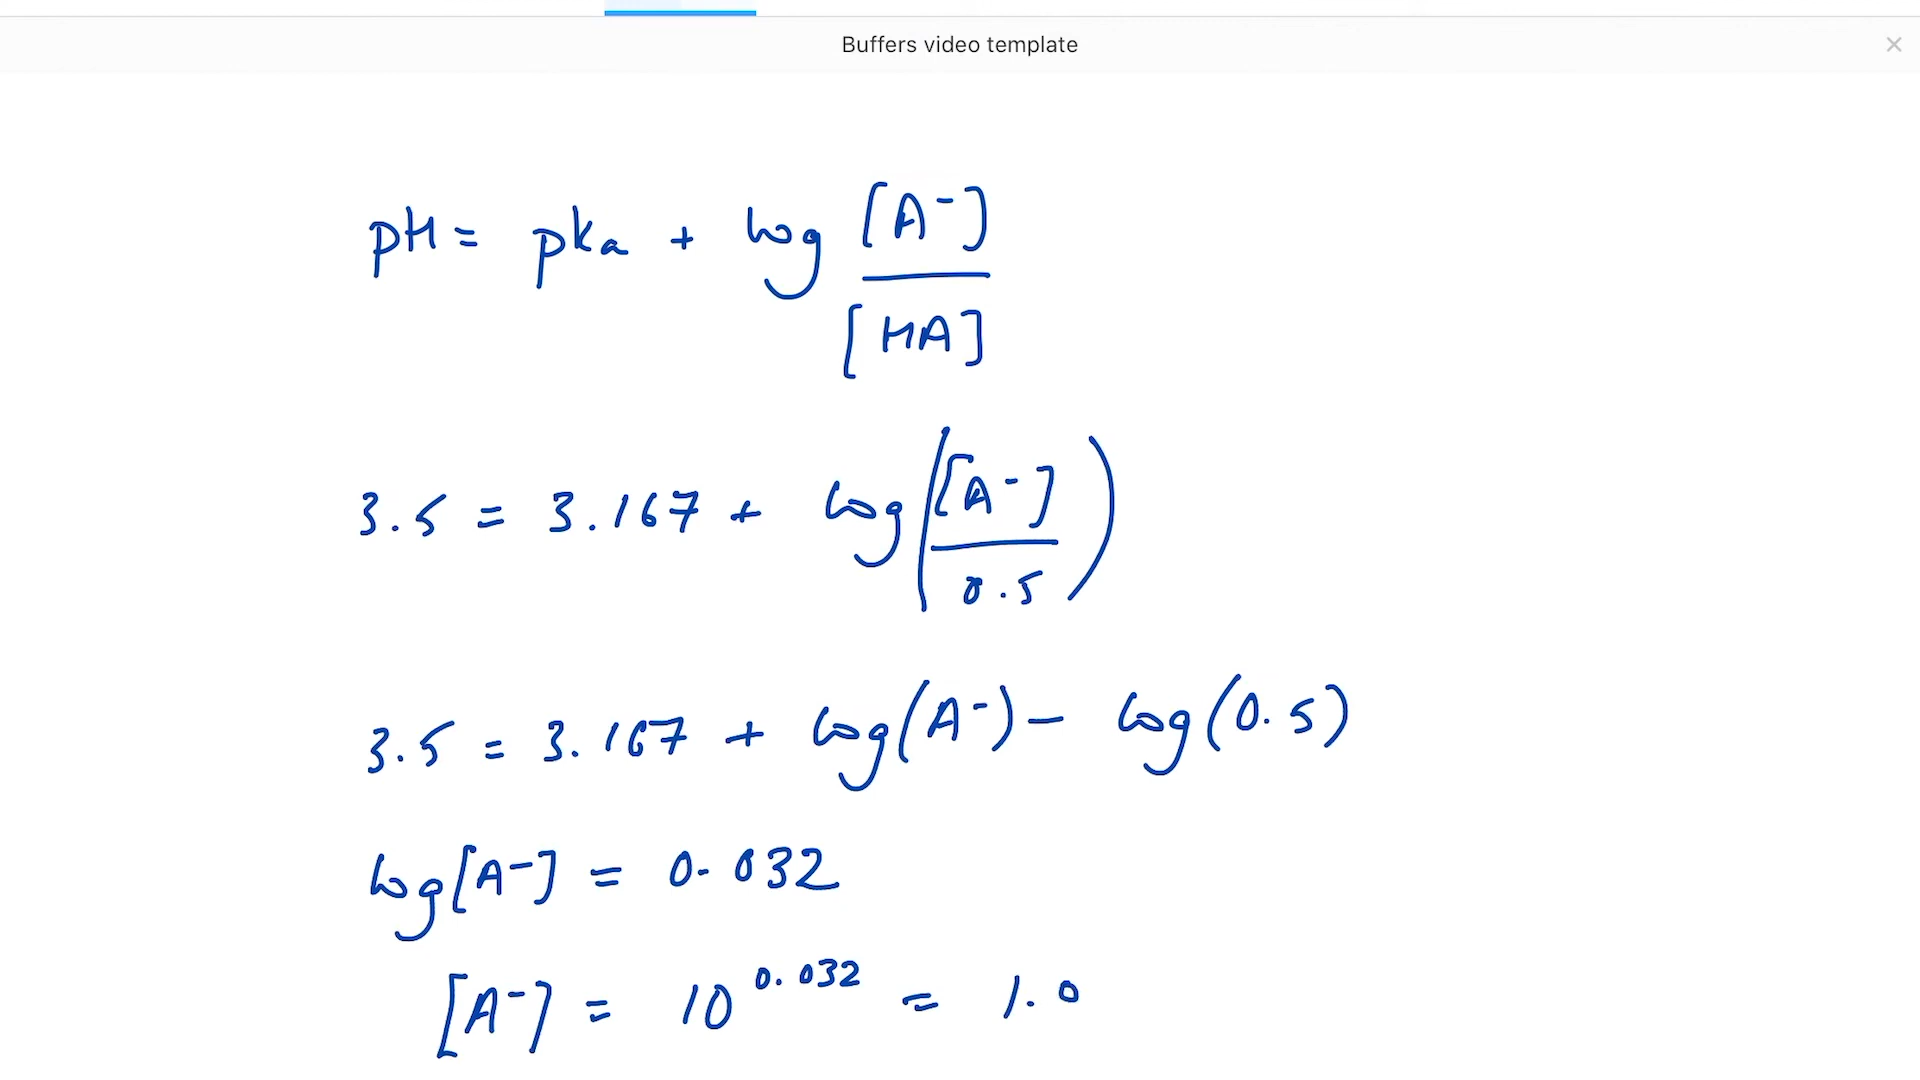 Buffers video template
pH = pKa + log [A-]
[HA]
3.5 = 3.167 + log([A-]
0.5)
3.5 = 3.167 + log(A-) - log(0.5)
log[A-] = 0.032
[A-] = 10^0.032 = 1.0